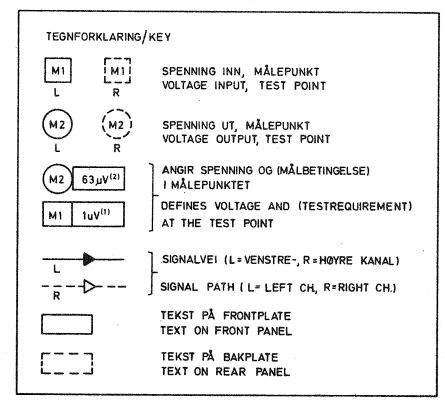 TEGNFORKLARING/KEY
M1 M1 SPENNING INN, MÅLEPUNKT
L R VOLTAGE INPUT, TEST POINT
M2 M2 SPENNING UT, MÅLEPUNKT
L R VOLTAGE OUTPUT, TEST POINT
M2 63µV(2) ANGIR SPENNING OG (MÅLBETINGELSE)
I MÅLEPUNKTET
M1 1uV(1) DEFINES VOLTAGE AND (TESTREQUIREMENT)
AT THE TEST POINT
L SIGNALVEI (L=VENSTRE-, R=HØYRE KANAL)
R SIGNAL PATH (L= LEFT CH, R=RIGHT CH.)
TEKST PÅ FRONTPLATE
TEXT ON FRONT PANEL
TEKST PÅ BAKPLATE
TEXT ON REAR PANEL